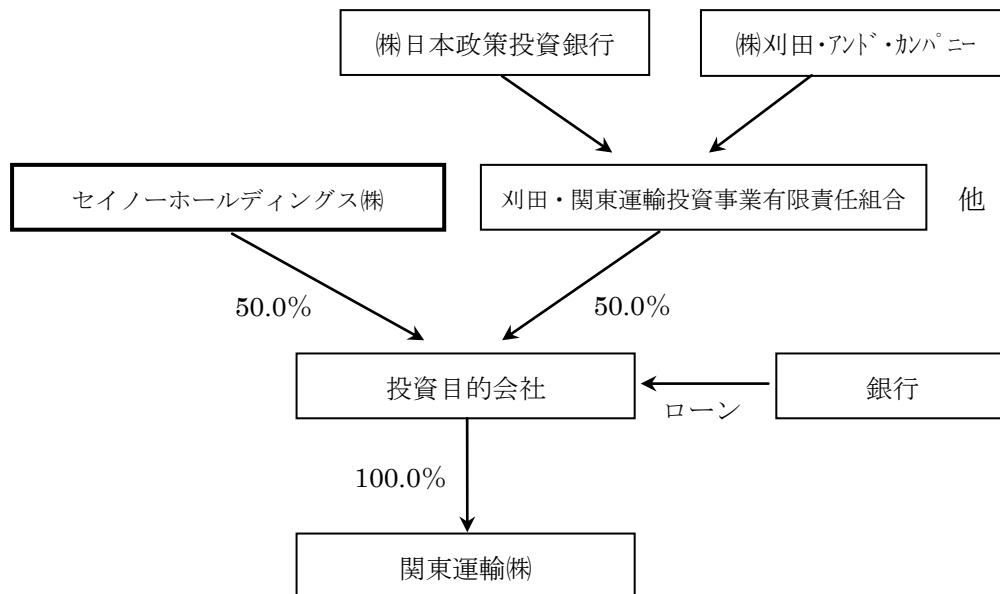 ㈱日本政策投資銀行
㈱刈田・ｱﾝﾄﾞ・ｶﾝﾊﾟﾆｰ
セイノーホールディングス㈱
刈田・関東運輸投資事業有限責任組合
他
50.0%
50.0%
投資目的会社
銀行
ローン
100.0%
関東運輸㈱